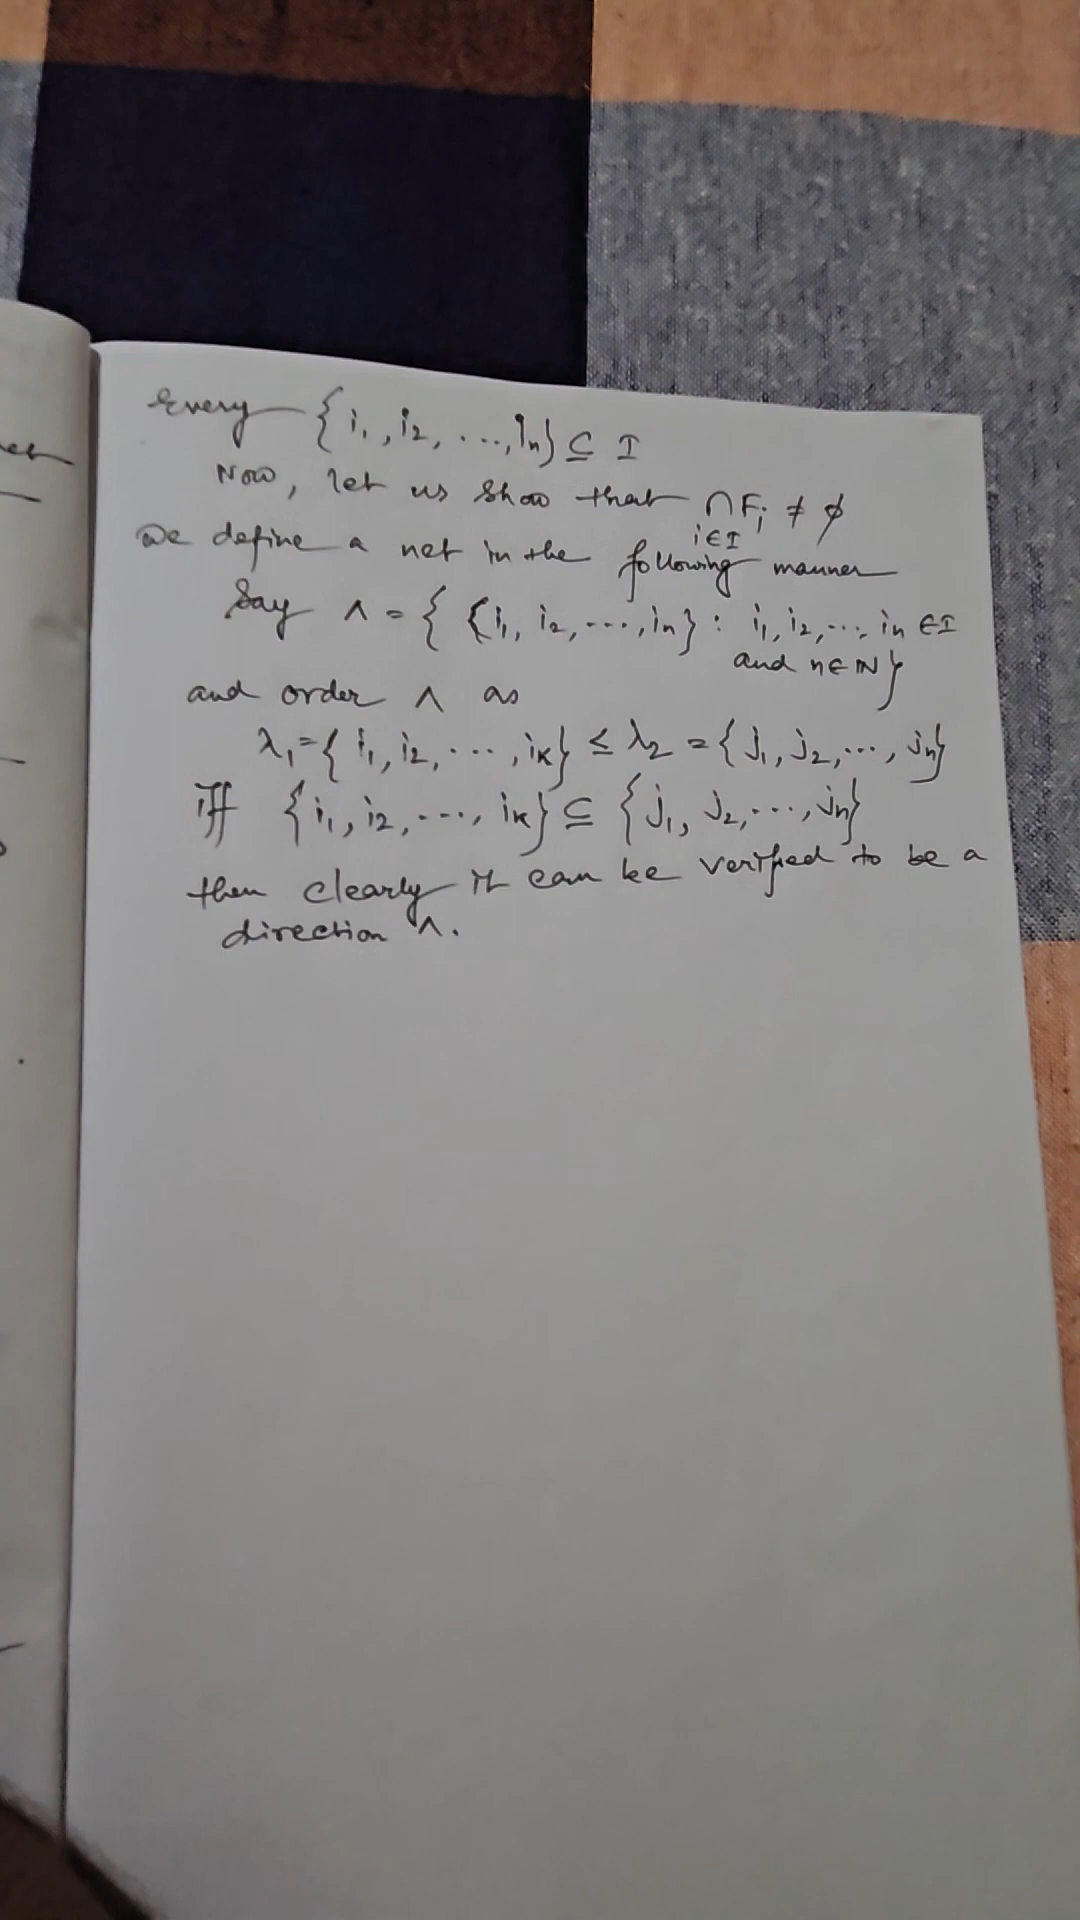 Every {i₁, i₂, ..., iₙ} ⊆ I
Now, let us show that ∩Fᵢ ≠ ϕ
i∈I
We define a net in the following manner
Say Λ = { {i₁, i₂, ..., iₙ} : i₁, i₂, ..., iₙ ∈ I
and n ∈ ℕ }
and order Λ as
λ₁ = { i₁, i₂, ..., iₖ} ≤ λ₂ = { j₁, j₂, ..., jₙ}
Iff {i₁, i₂, ..., iₖ} ⊆ {j₁, j₂, ..., jₙ}
then clearly it can be verified to be a
direction Λ.